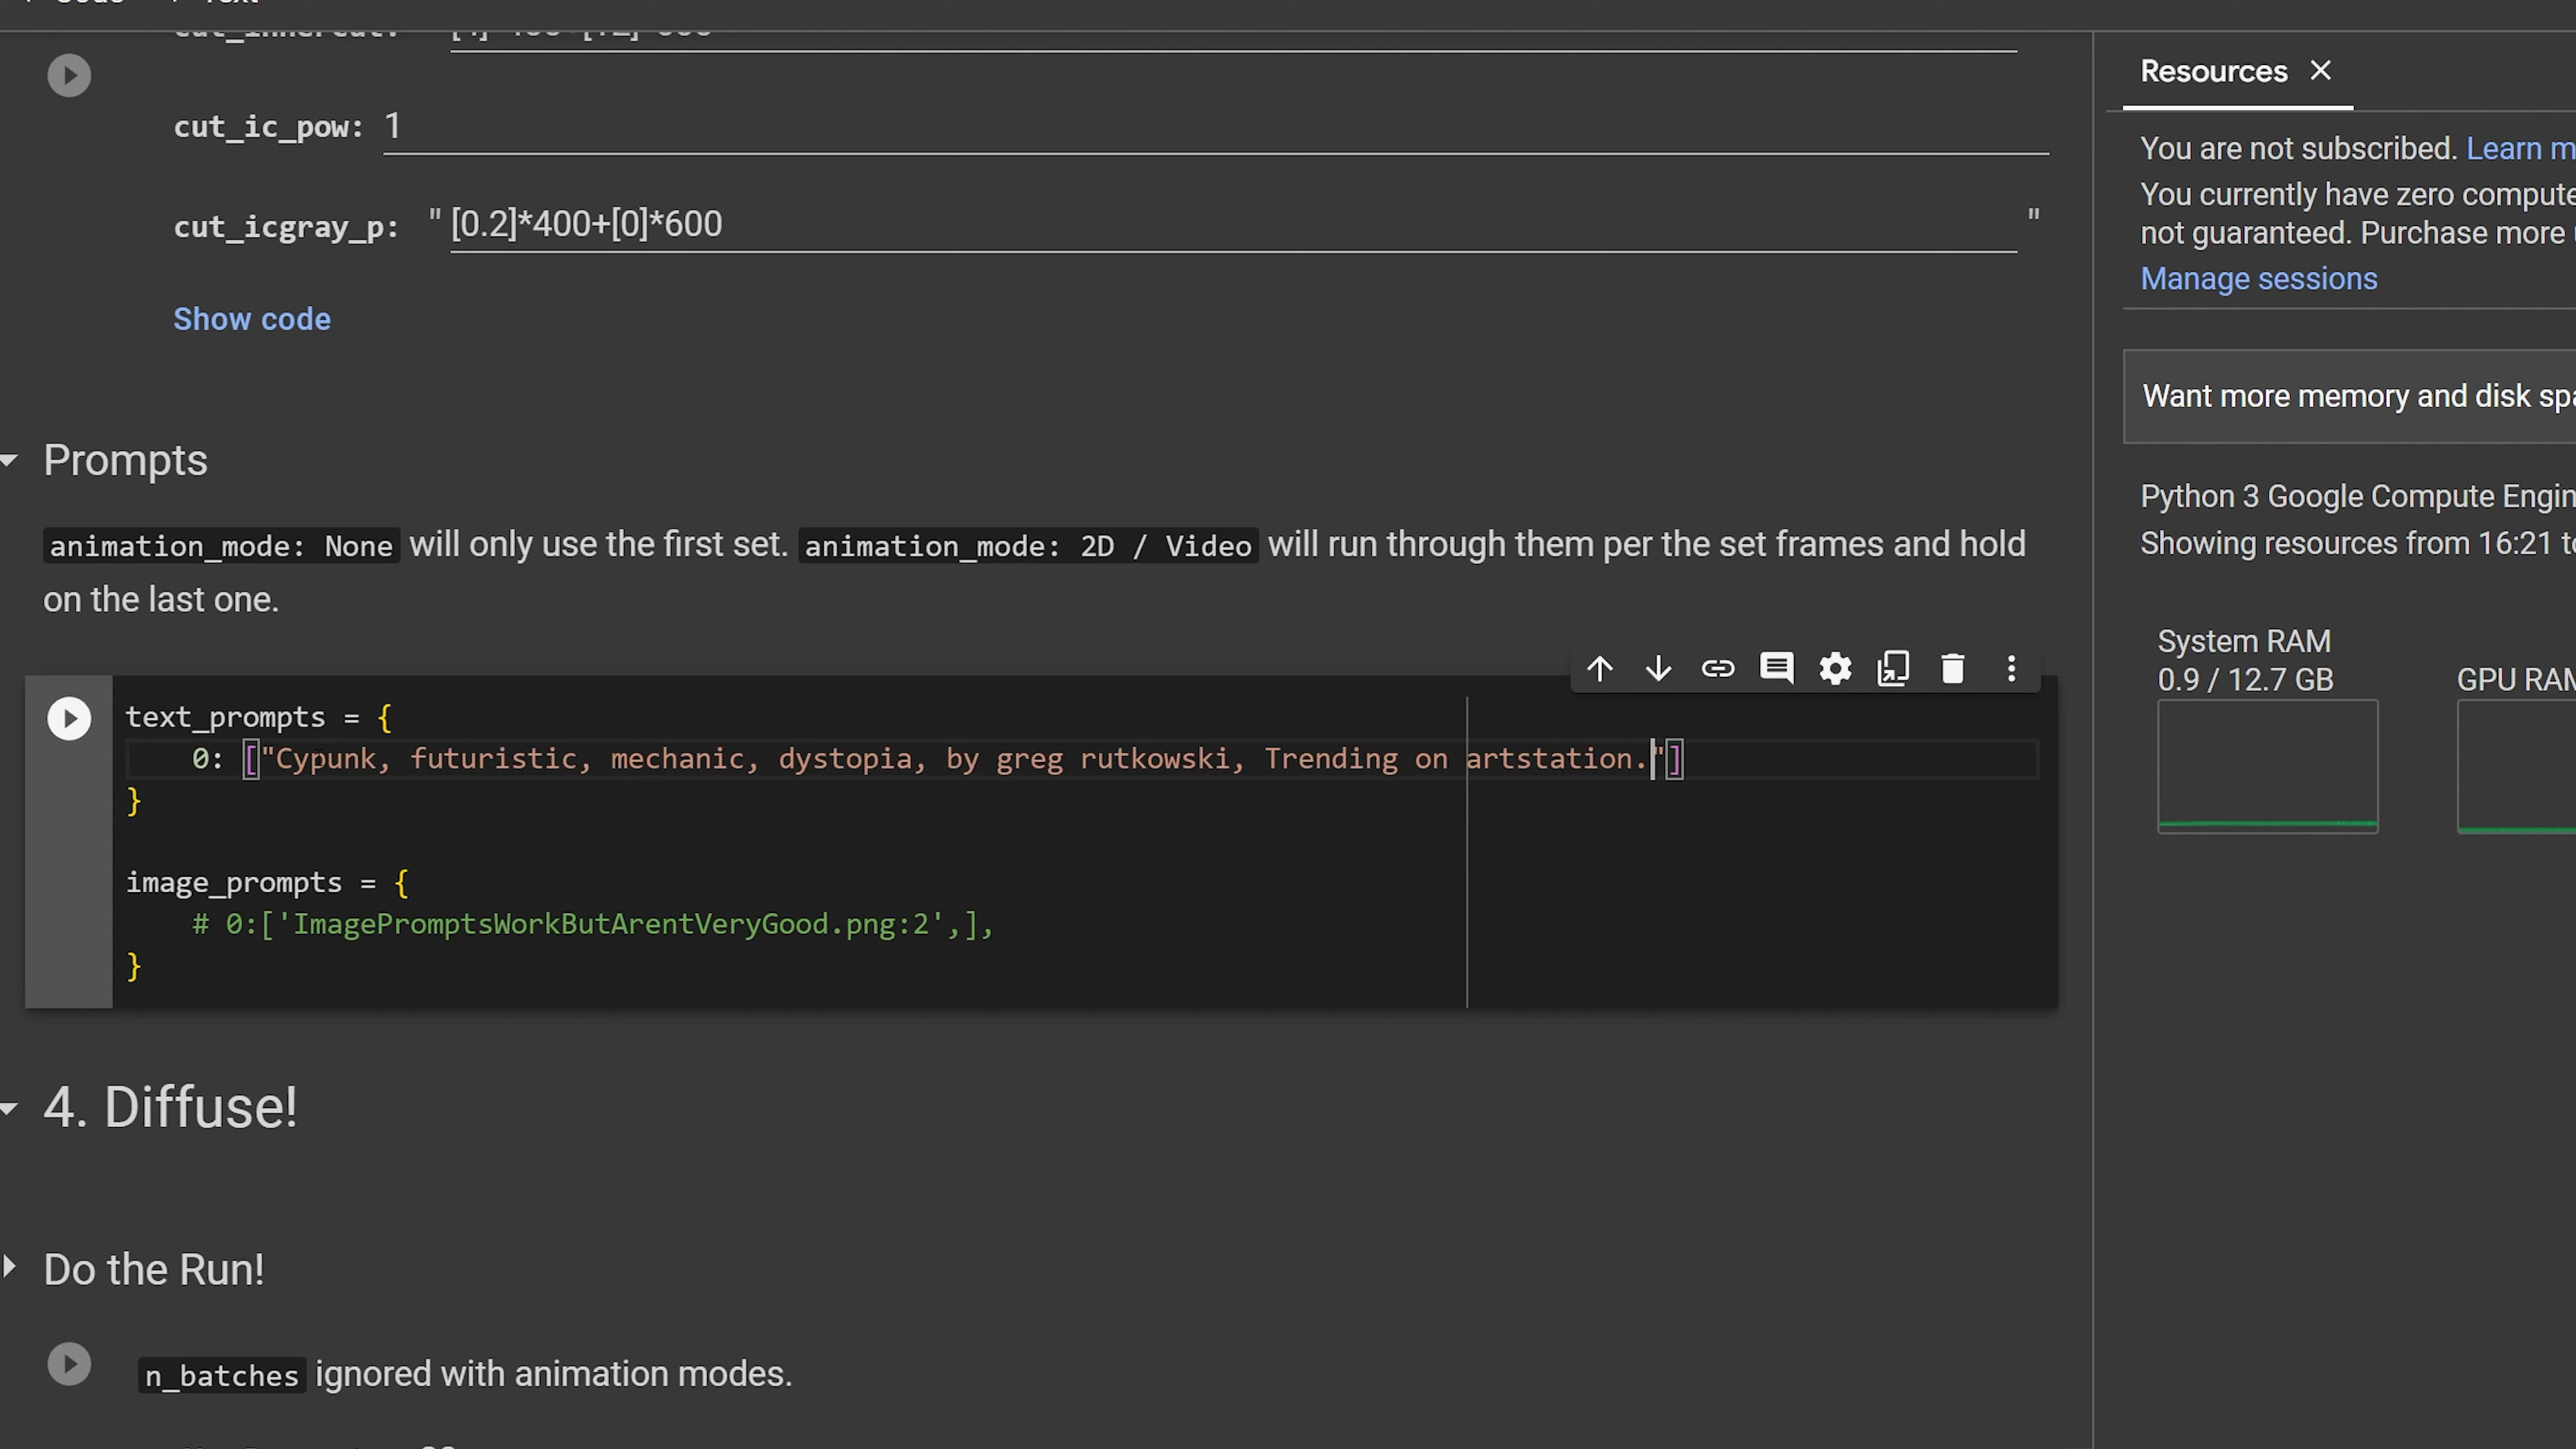 cut_ic_pow: 1
cut_icgray_p: " [0.2]*400+[0]*600 "
Show code
Prompts
animation_mode: None will only use the first set. animation_mode: 2D / Video will run through them per the set frames and hold
on the last one.
text_prompts = {
0: ["Cypunk, futuristic, mechanic, dystopia, by greg rutkowski, Trending on artstation."]
}
image_prompts = {
# 0:['ImagePromptsWorkButArentVeryGood.png:2',],
}
4. Diffuse!
Do the Run!
n_batches ignored with animation modes.
Resources
You are not subscribed. Learn m
You currently have zero compute
not guaranteed. Purchase more
Manage sessions
Want more memory and disk spa
Python 3 Google Compute Engin
Showing resources from 16:21 to
System RAM
0.9 / 12.7 GB
GPU RAM